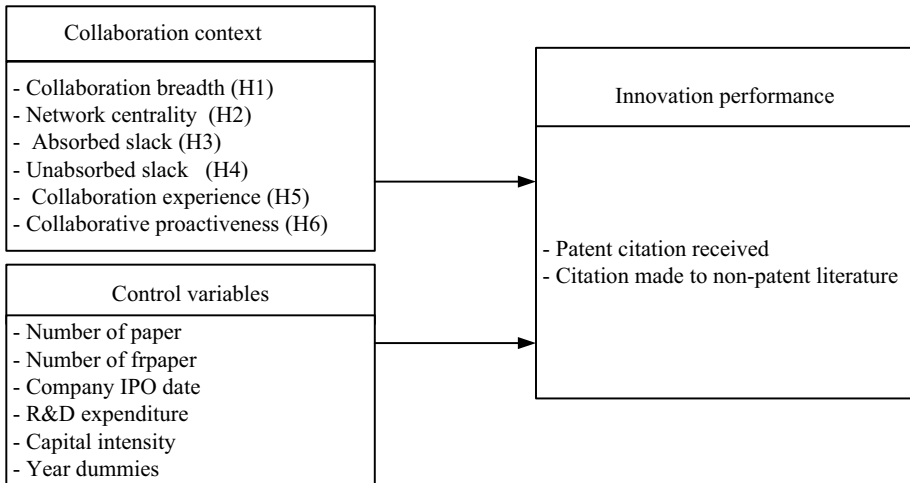 Collaboration context
- Collaboration breadth (H1)
- Network centrality (H2)
- Absorbed slack (H3)
- Unabsorbed slack (H4)
- Collaboration experience (H5)
- Collaborative proactiveness (H6)
Control variables
- Number of paper
- Number of frpaper
- Company IPO date
- R&D expenditure
- Capital intensity
- Year dummies
Innovation performance
- Patent citation received
- Citation made to non-patent literature